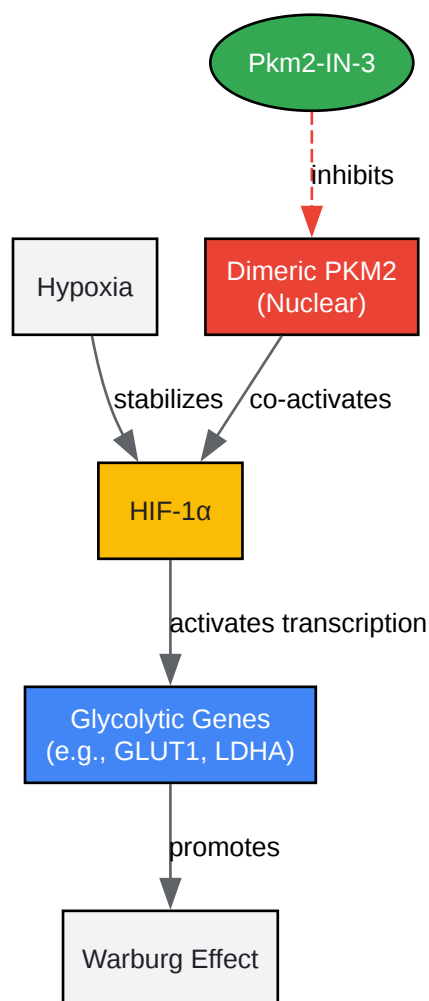 Pkm2-IN-3
inhibits
Hypoxia
Dimeric PKM2
(Nuclear)
stabilizes
co-activates
HIF-1α
activates transcription
Glycolytic Genes
(e.g., GLUT1, LDHA)
promotes
Warburg Effect